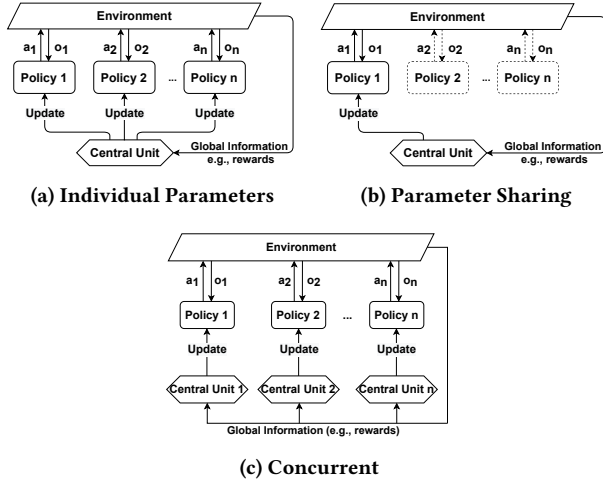 Environment
a1 o1 a2 o2 an on
Policy 1 Policy 2 ... Policy n
Update Update Update
Central Unit
Global Information
e.g., rewards
(a) Individual Parameters
Environment
a1 o1 a2 o2 an on
Policy 1 Policy 2 ... Policy n
Update
Central Unit
Global Information
e.g., rewards
(b) Parameter Sharing
Environment
a1 o1 a2 o2 an on
Policy 1 Policy 2 ... Policy n
Update Update Update
Central Unit 1 Central Unit 2 Central Unit n
Global Information (e.g., rewards)
(c) Concurrent